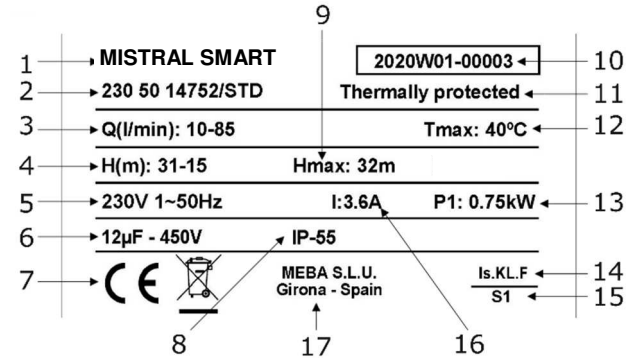 9
1 MISTRAL SMART 2020W01-00003 10
2 230 50 14752/STD Thermally protected 11
3 Q(l/min): 10-85 Tmax: 40ºC 12
4 H(m): 31-15 Hmax: 32m
5 230V 1~50Hz I:3.6A P1: 0.75kW 13
6 12µF - 450V IP-55
7 CE MEBA S.L.U. Is.KL.F 14
Girona - Spain S1 15
8 17 16